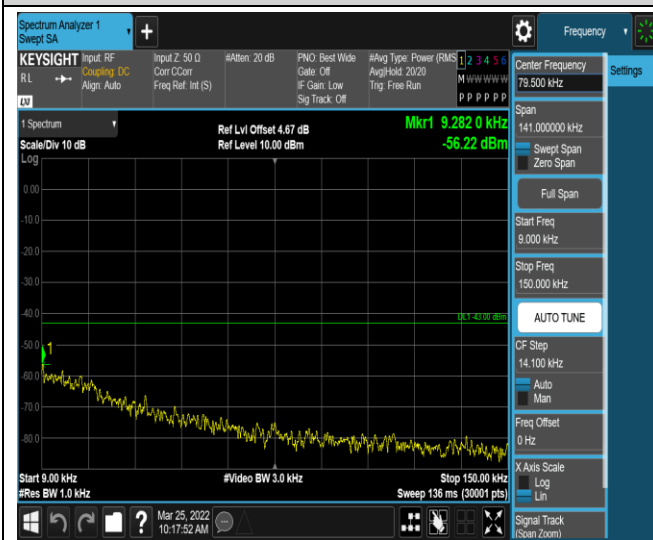 Spectrum Analyzer 1
Swept SA
+
Frequency
KEYSIGHT
RL
LXI
Input: RF
Coupling: DC
Align: Auto
Input Z: 50 Ω
Corr CCorr
Freq Ref: Int (S)
#Atten: 20 dB
PNO: Best Wide
Gate: Off
IF Gain: Low
Sig Track: Off
#Avg Type: Power (RMS
Avg|Hold: 20/20
Trig: Free Run
1 2 3 4 5 6
M W W W W W
P P P P P P
Settings
Center Frequency
79.500 kHz
Span
141.000000 kHz
Swept Span
Zero Span
Full Span
Start Freq
9.000 kHz
Stop Freq
150.000 kHz
AUTO TUNE
CF Step
14.100 kHz
Auto
Man
Freq Offset
0 Hz
X Axis Scale
Log
Lin
Signal Track
(Span Zoom)
1 Spectrum
Scale/Div 10 dB
Log
Ref Lvl Offset 4.67 dB
Ref Level 10.00 dBm
Mkr1 9.282 0 kHz
-56.22 dBm
0.00
-10.0
-20.0
-30.0
-40.0
-50.0
-60.0
-70.0
-80.0
DL1 -43.00 dBm
1
Start 9.00 kHz
#Res BW 1.0 kHz
#Video BW 3.0 kHz
Stop 150.00 kHz
Sweep 136 ms (30001 pts)
?
Mar 25, 2022
10:17:52 AM